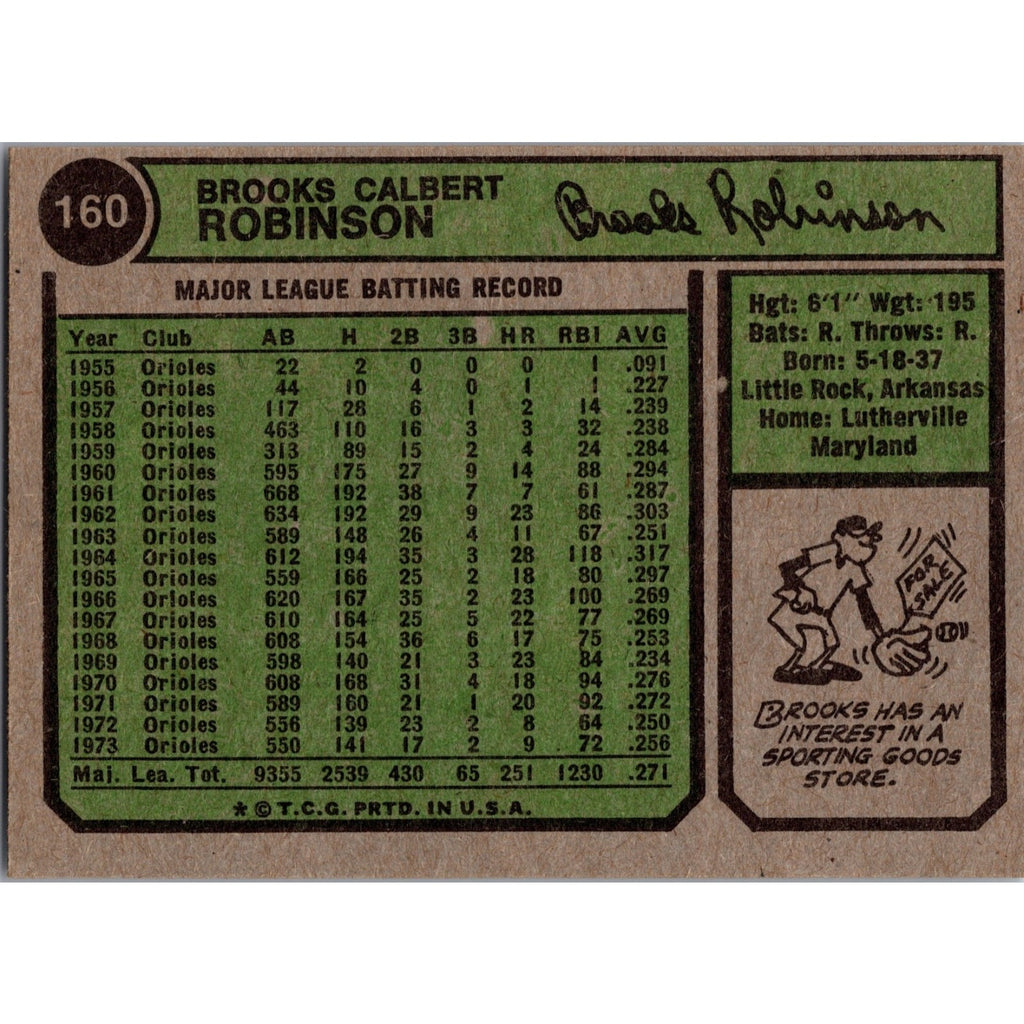 160
BROOKS CALBERT
ROBINSON
Brooks Robinson
MAJOR LEAGUE BATTING RECORD
Year Club AB H 2B 3B HR RBI AVG
1955 Orioles 22 2 0 0 0 1 .091
1956 Orioles 44 10 4 0 1 1 .227
1957 Orioles 117 28 6 1 2 14 .239
1958 Orioles 463 110 16 3 3 32 .238
1959 Orioles 313 89 15 2 4 24 .284
1960 Orioles 595 175 27 9 14 88 .294
1961 Orioles 668 192 38 7 7 61 .287
1962 Orioles 634 192 29 9 23 86 .303
1963 Orioles 589 148 26 4 11 67 .251
1964 Orioles 612 194 35 3 28 118 .317
1965 Orioles 559 166 25 2 18 80 .297
1966 Orioles 620 167 35 2 23 100 .269
1967 Orioles 610 164 25 5 22 77 .269
1968 Orioles 608 154 36 6 17 75 .253
1969 Orioles 598 140 21 3 23 84 .234
1970 Orioles 608 168 31 4 18 94 .276
1971 Orioles 589 160 21 1 20 92 .272
1972 Orioles 556 139 23 2 8 64 .250
1973 Orioles 550 141 17 2 9 72 .256
Maj. Lea. Tot. 9355 2539 430 65 251 1230 .271
* © T.C.G. PRTD. IN U.S.A.
Hgt: 6'1" Wgt: 195
Bats: R. Throws: R.
Born: 5-18-37
Little Rock, Arkansas
Home: Lutherville
Maryland
FOR
SALE
BROOKS HAS AN
INTEREST IN A
SPORTING GOODS
STORE.